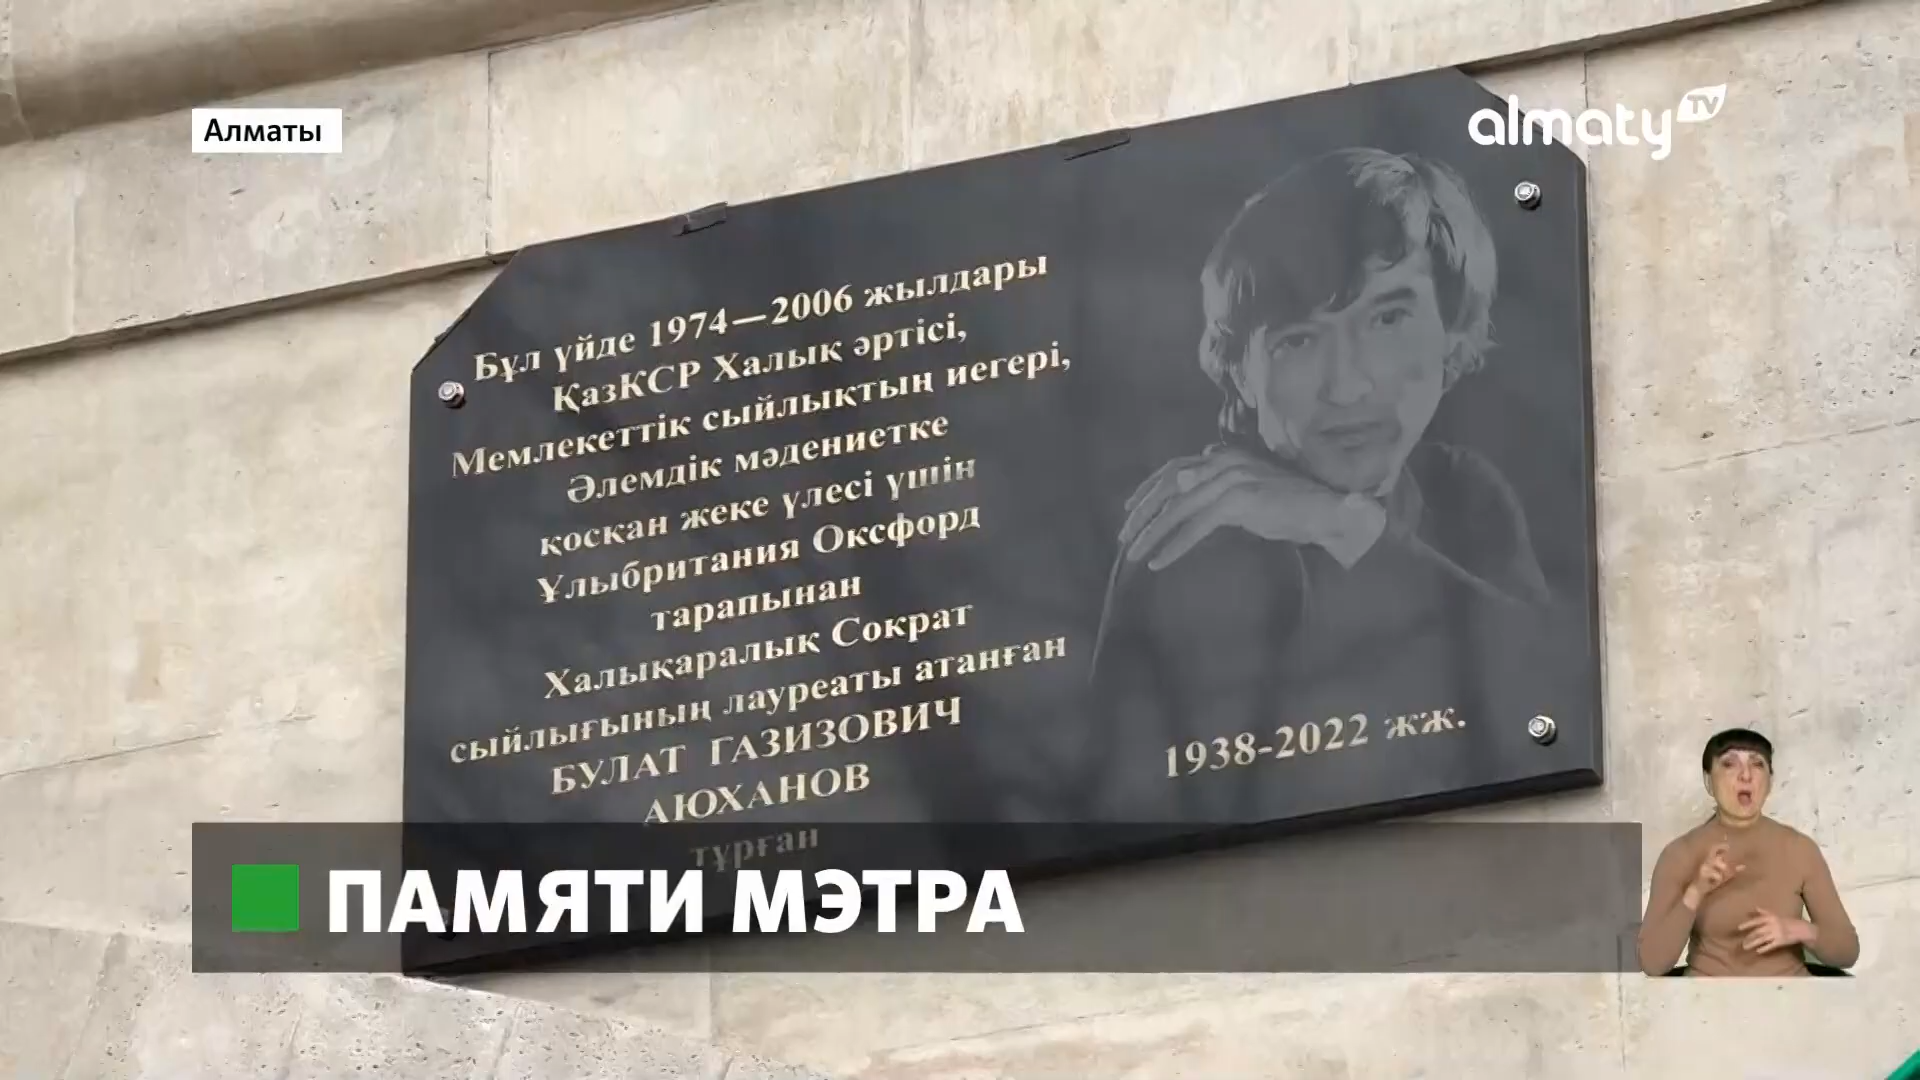 Алматы
almaty TV
Бұл үйде 1974—2006 жылдары
ҚазКСР Халық әртісі,
Мемлекеттік сыйлықтың иегері,
Әлемдік мәдениетке
қосқан жеке үлесі үшін
Ұлыбритания Оксфорд
тарапынан
Халықаралық Сократ
сыйлығының лауреаты атанған
БУЛАТ ГАЗИЗОВИЧ
АЮХАНОВ
тұрған
1938-2022 жж.
ПАМЯТИ МЭТРА